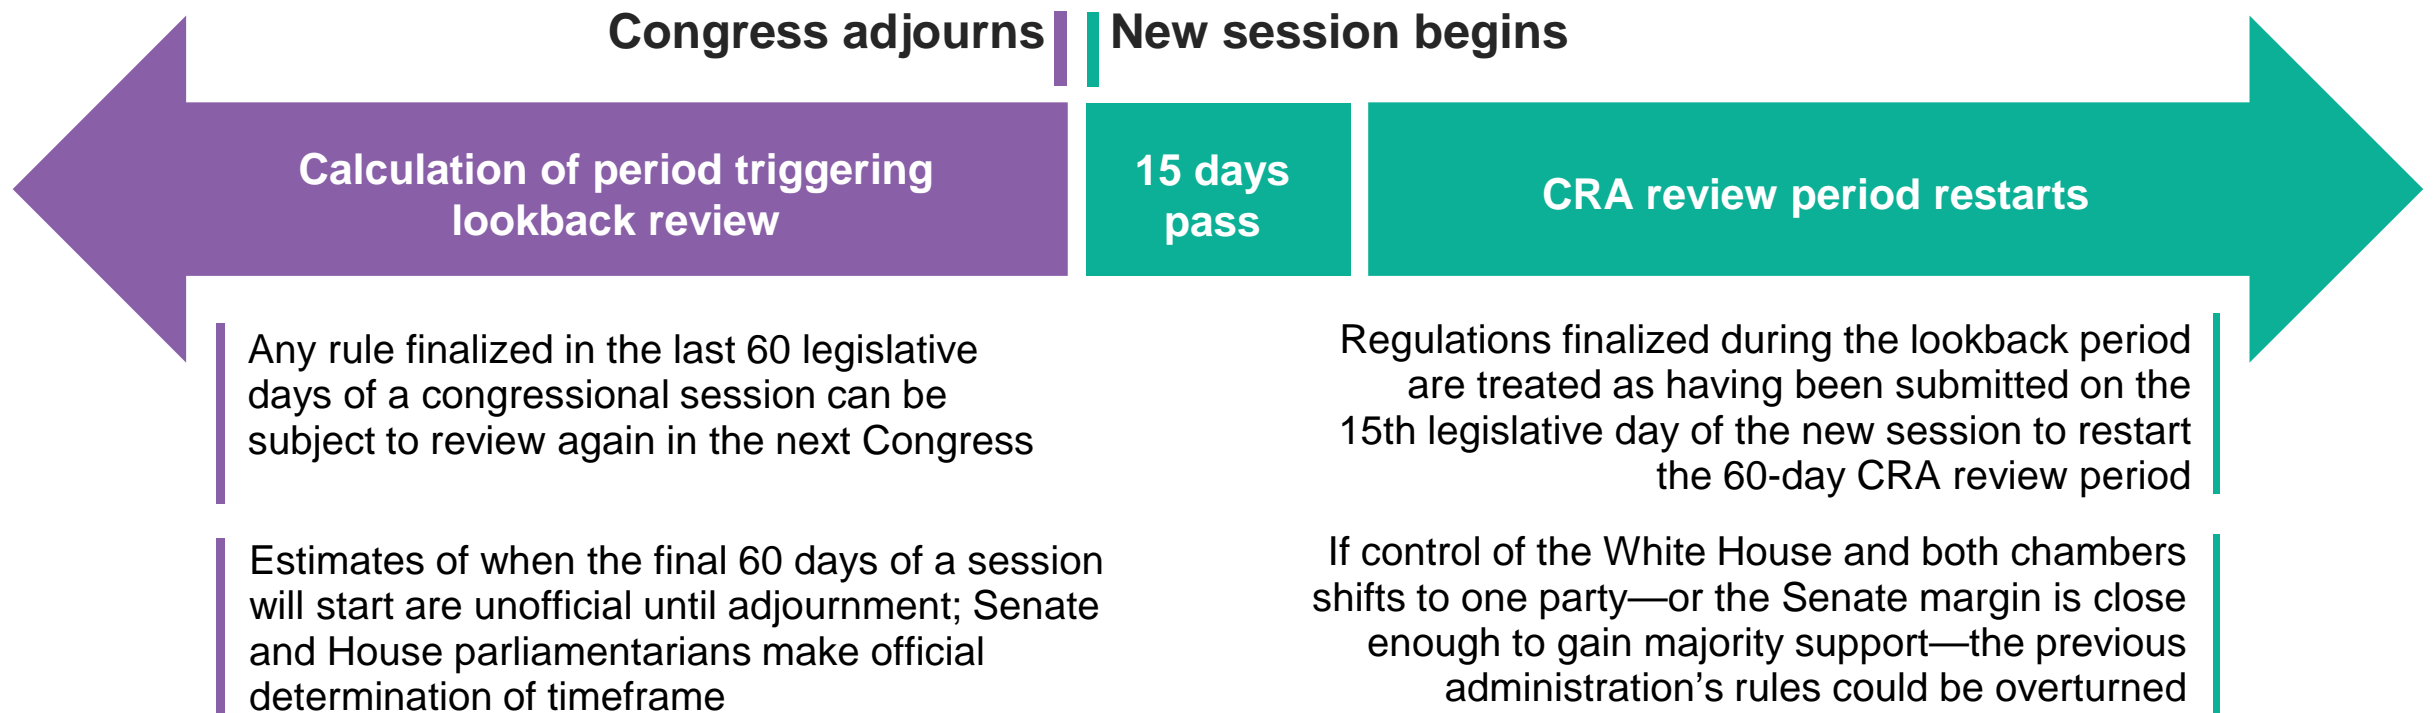 Congress adjourns
New session begins
Calculation of period triggering
lookback review
15 days
pass
CRA review period restarts
Any rule finalized in the last 60 legislative
days of a congressional session can be
subject to review again in the next Congress
Estimates of when the final 60 days of a session
will start are unofficial until adjournment; Senate
and House parliamentarians make official
determination of timeframe
Regulations finalized during the lookback period
are treated as having been submitted on the
15th legislative day of the new session to restart
the 60-day CRA review period
If control of the White House and both chambers
shifts to one party—or the Senate margin is close
enough to gain majority support—the previous
administration’s rules could be overturned